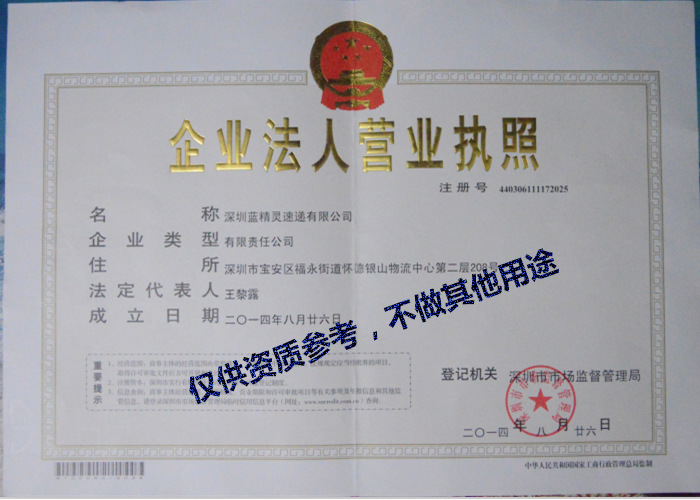 企业法人营业执照
注册号 440306111172025
名称 深圳蓝精灵速递有限公司
企业类型 有限责任公司
住所 深圳市宝安区福永街道怀德银山物流中心第二层208号
法定代表人 王黎露
成立日期 二〇一四年八月廿六日
仅供资质参考，不做其他用途
重要提示
登记机关 深圳市市场监督管理局
二〇一四年八月廿六日
中华人民共和国国家工商行政管理总局监制